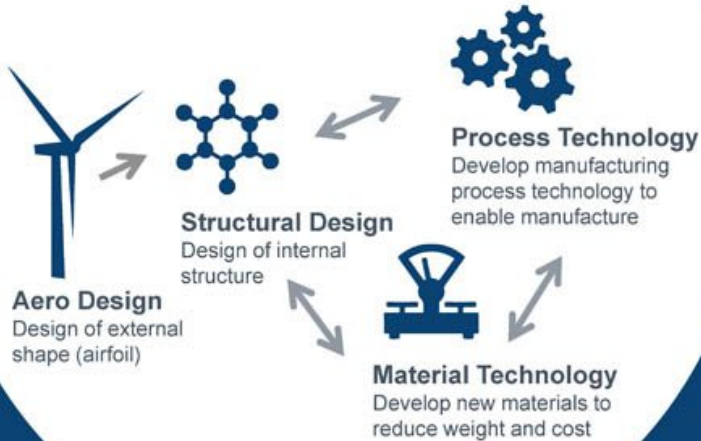 Process Technology
Develop manufacturing
process technology to
enable manufacture
Structural Design
Design of internal
structure
Aero Design
Design of external
shape (airfoil)
Material Technology
Develop new materials to
reduce weight and cost